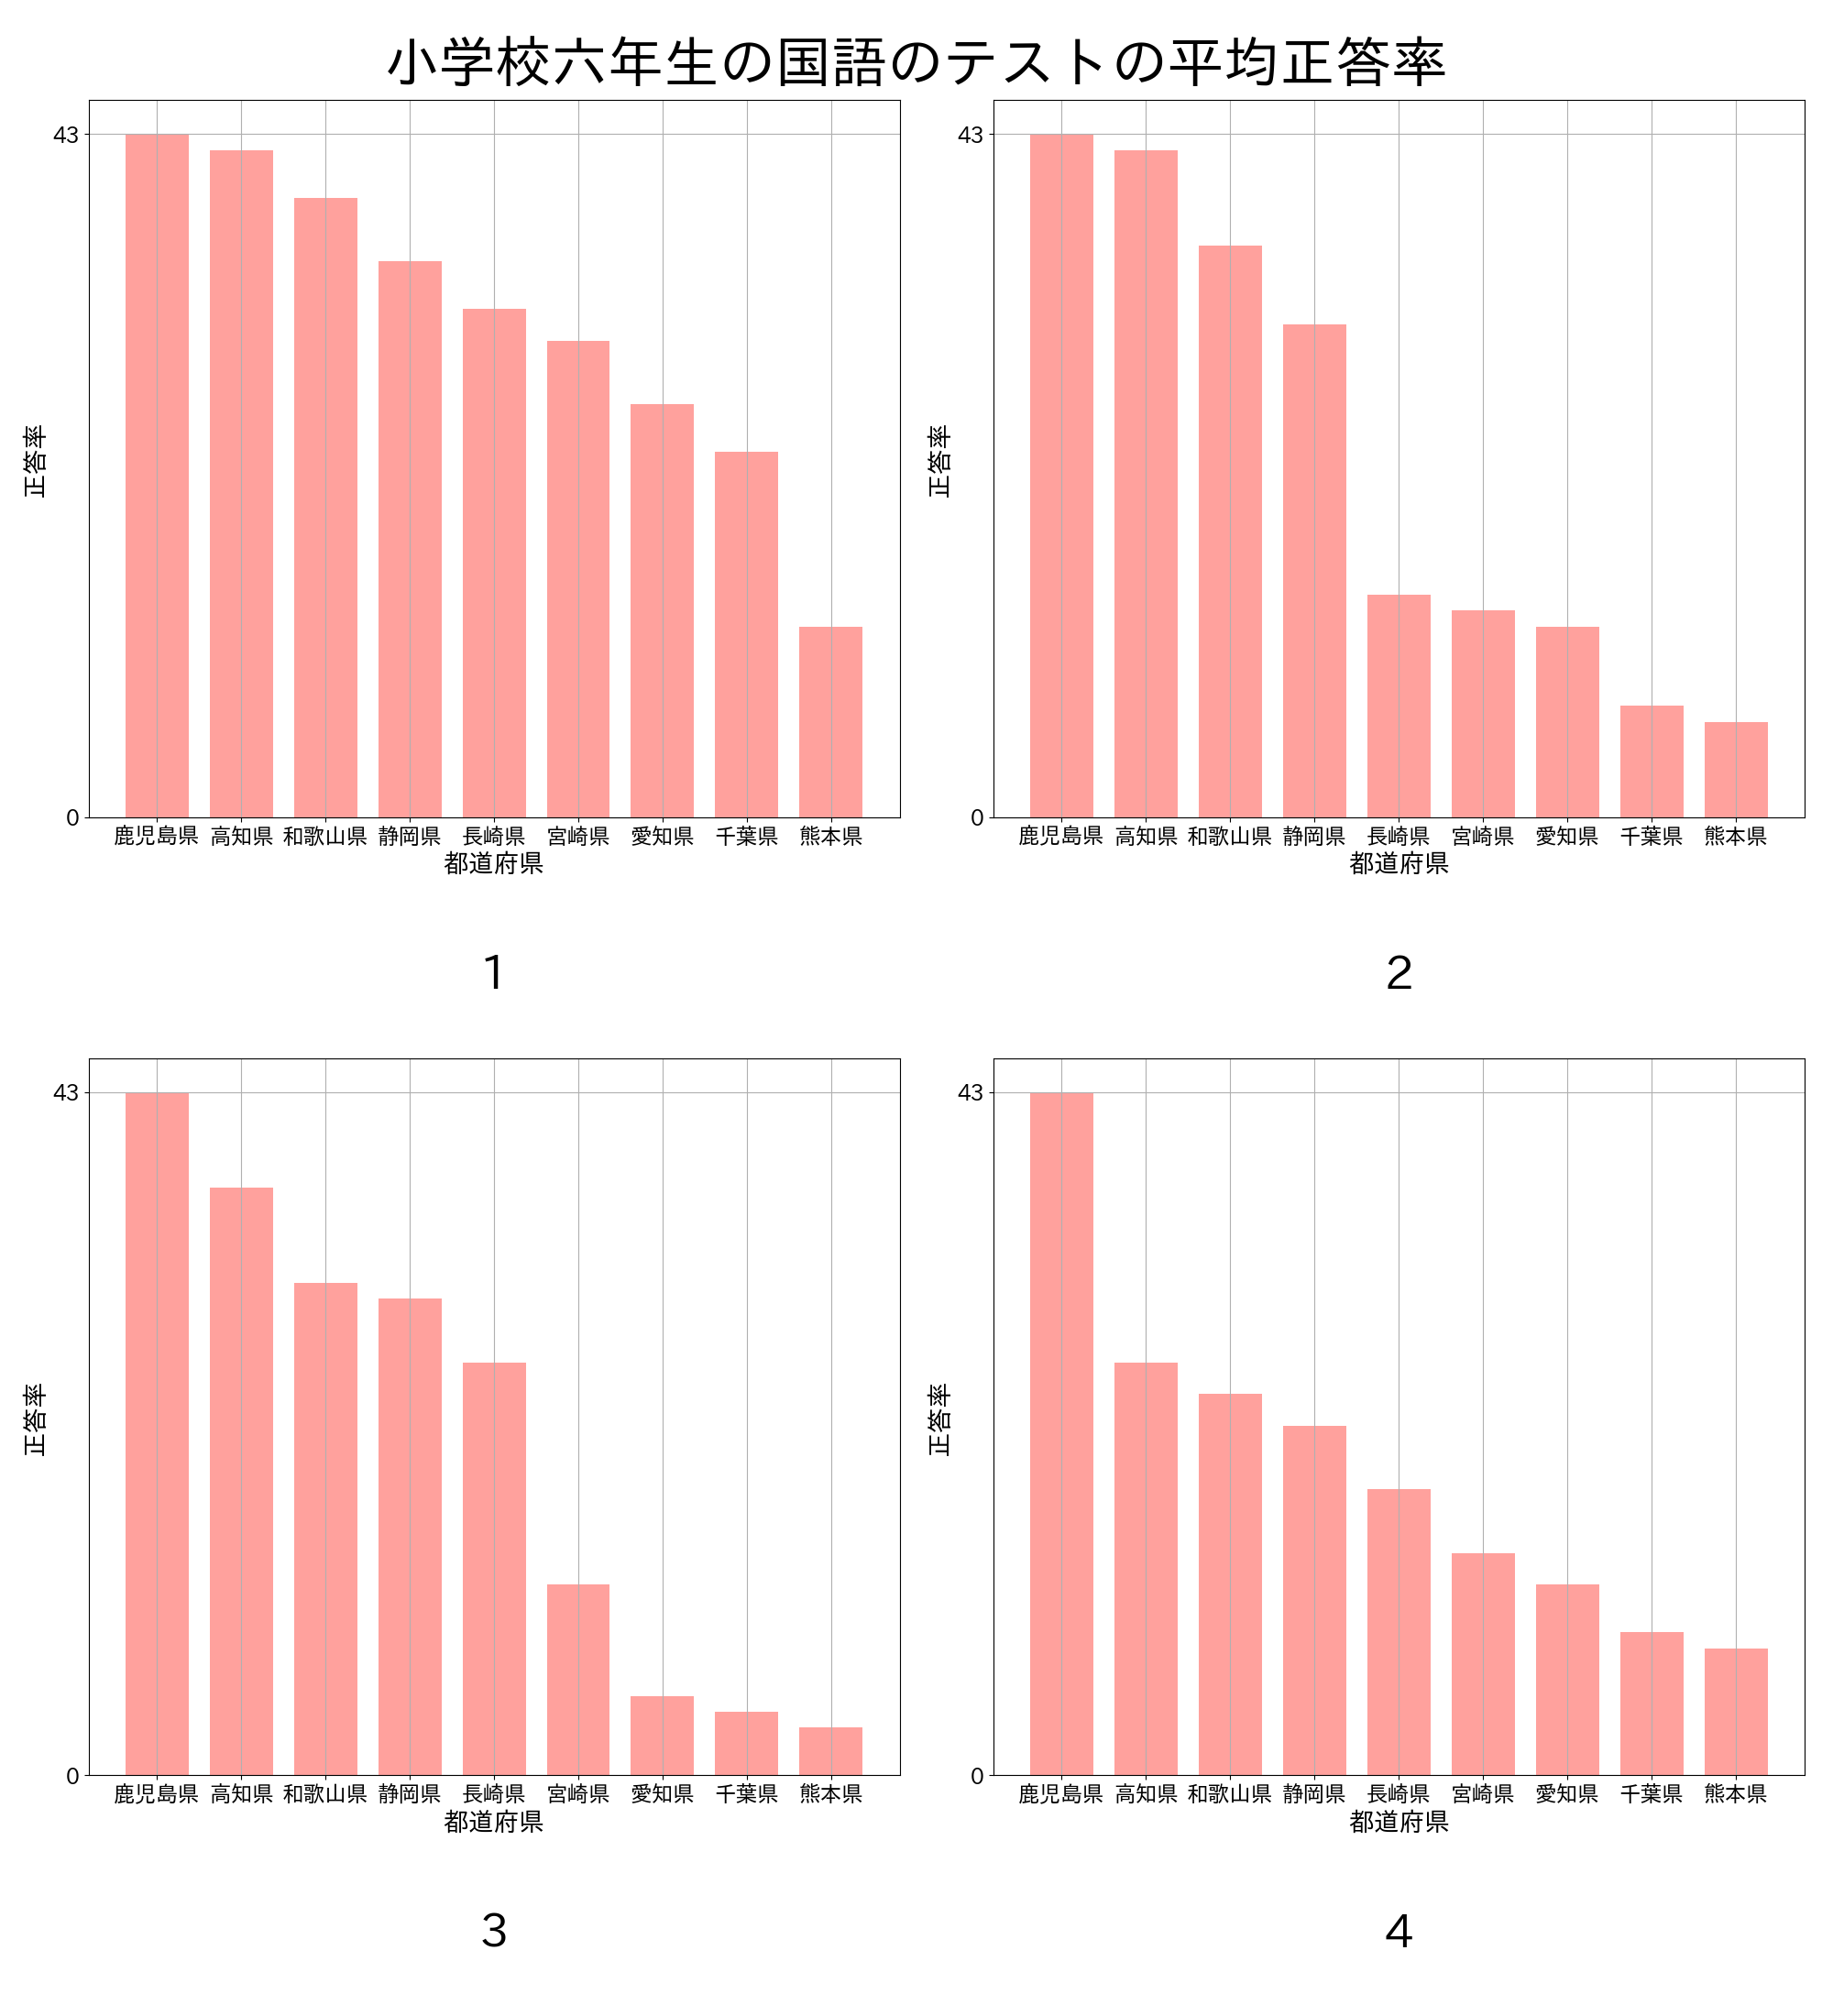 小学校六年生の国語のテストの平均正答率
43
0
正答率
鹿児島県 高知県 和歌山県 静岡県 長崎県 宮崎県 愛知県 千葉県 熊本県
都道府県
1
43
0
正答率
鹿児島県 高知県 和歌山県 静岡県 長崎県 宮崎県 愛知県 千葉県 熊本県
都道府県
2
43
0
正答率
鹿児島県 高知県 和歌山県 静岡県 長崎県 宮崎県 愛知県 千葉県 熊本県
都道府県
3
43
0
正答率
鹿児島県 高知県 和歌山県 静岡県 長崎県 宮崎県 愛知県 千葉県 熊本県
都道府県
4